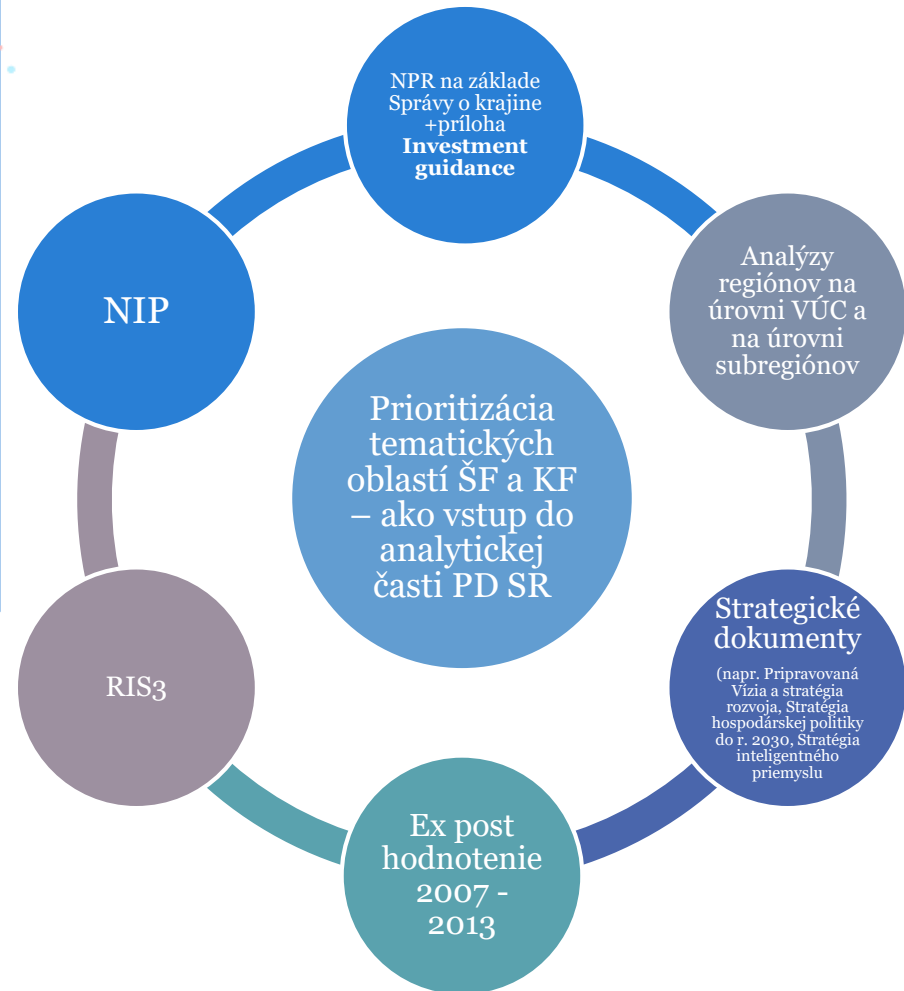 NPR na základe
Správy o krajine
+príloha
Investment
guidance
NIP
Analýzy
regiónov na
úrovni VÚC a
na úrovni
subregiónov
Prioritizácia
tematických
oblastí ŠF a KF
– ako vstup do
analytickej
časti PD SR
RIS3
Strategické
dokumenty
(napr. Pripravovaná
Vízia a stratégia
rozvoja, Stratégia
hospodárskej politiky
do r. 2030, Stratégia
inteligentného
priemyslu
Ex post
hodnotenie
2007 -
2013